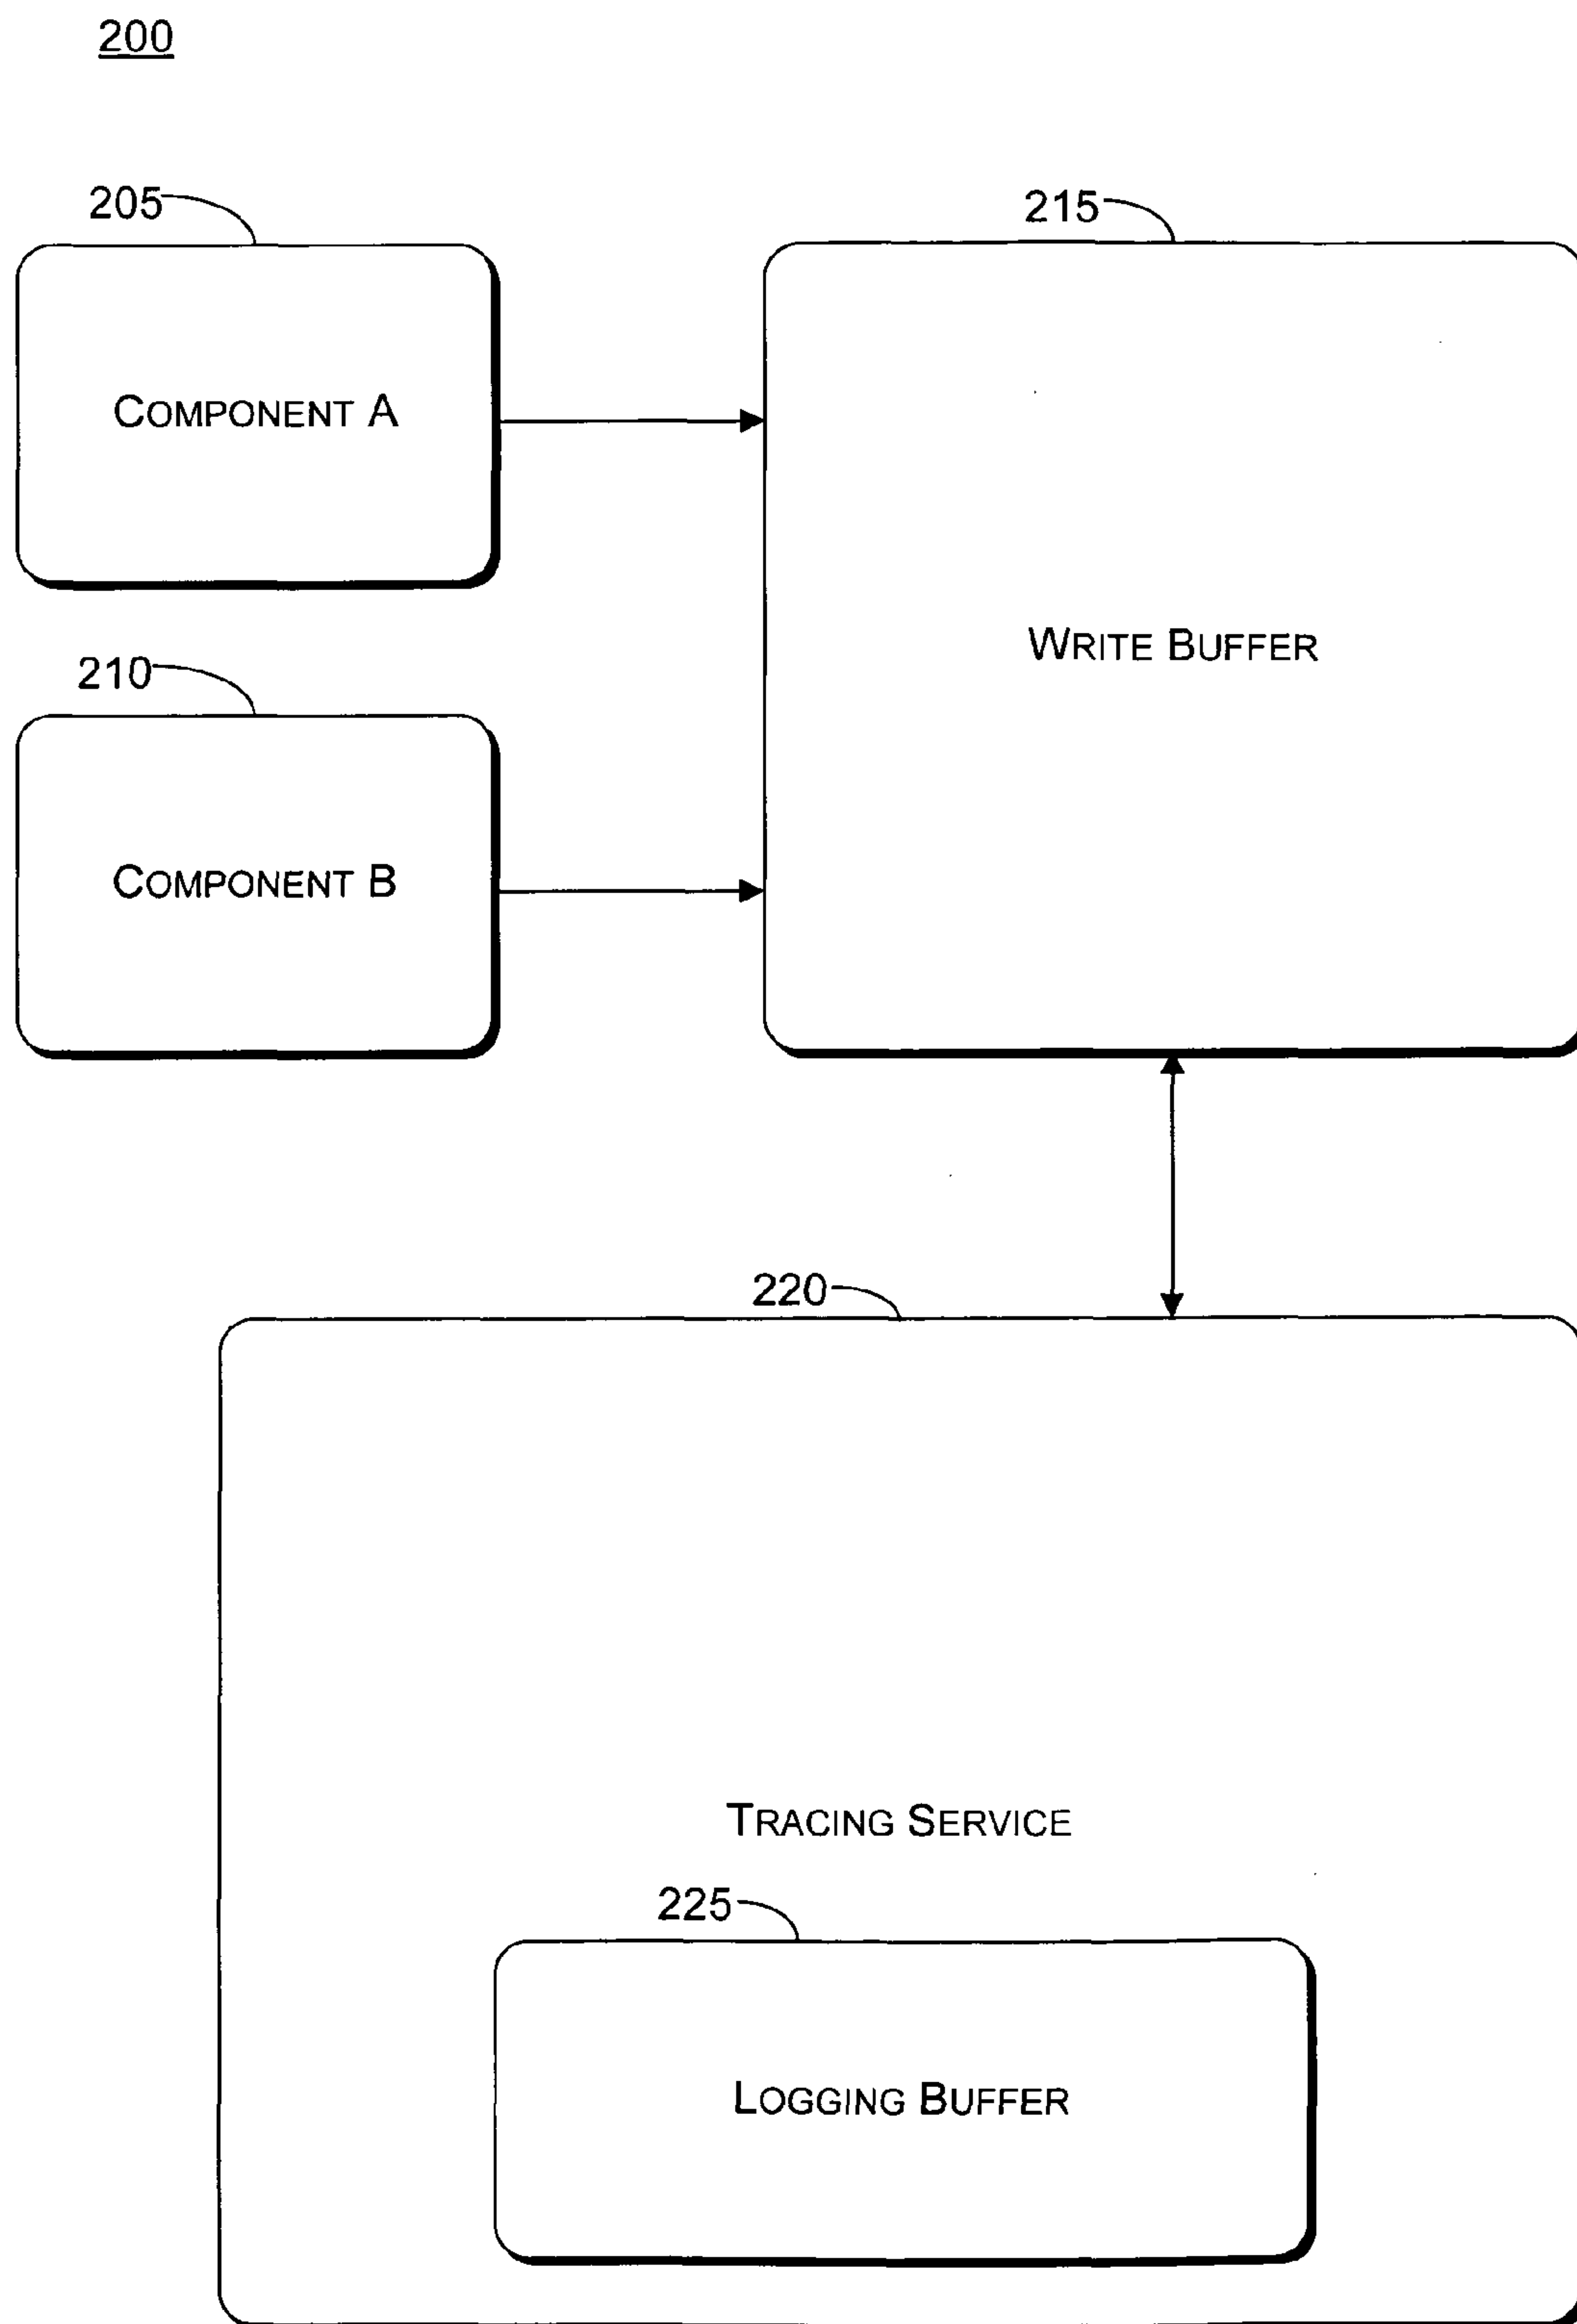 200
205
215
COMPONENT A
WRITE BUFFER
210
COMPONENT B
220
TRACING SERVICE
225
LOGGING BUFFER